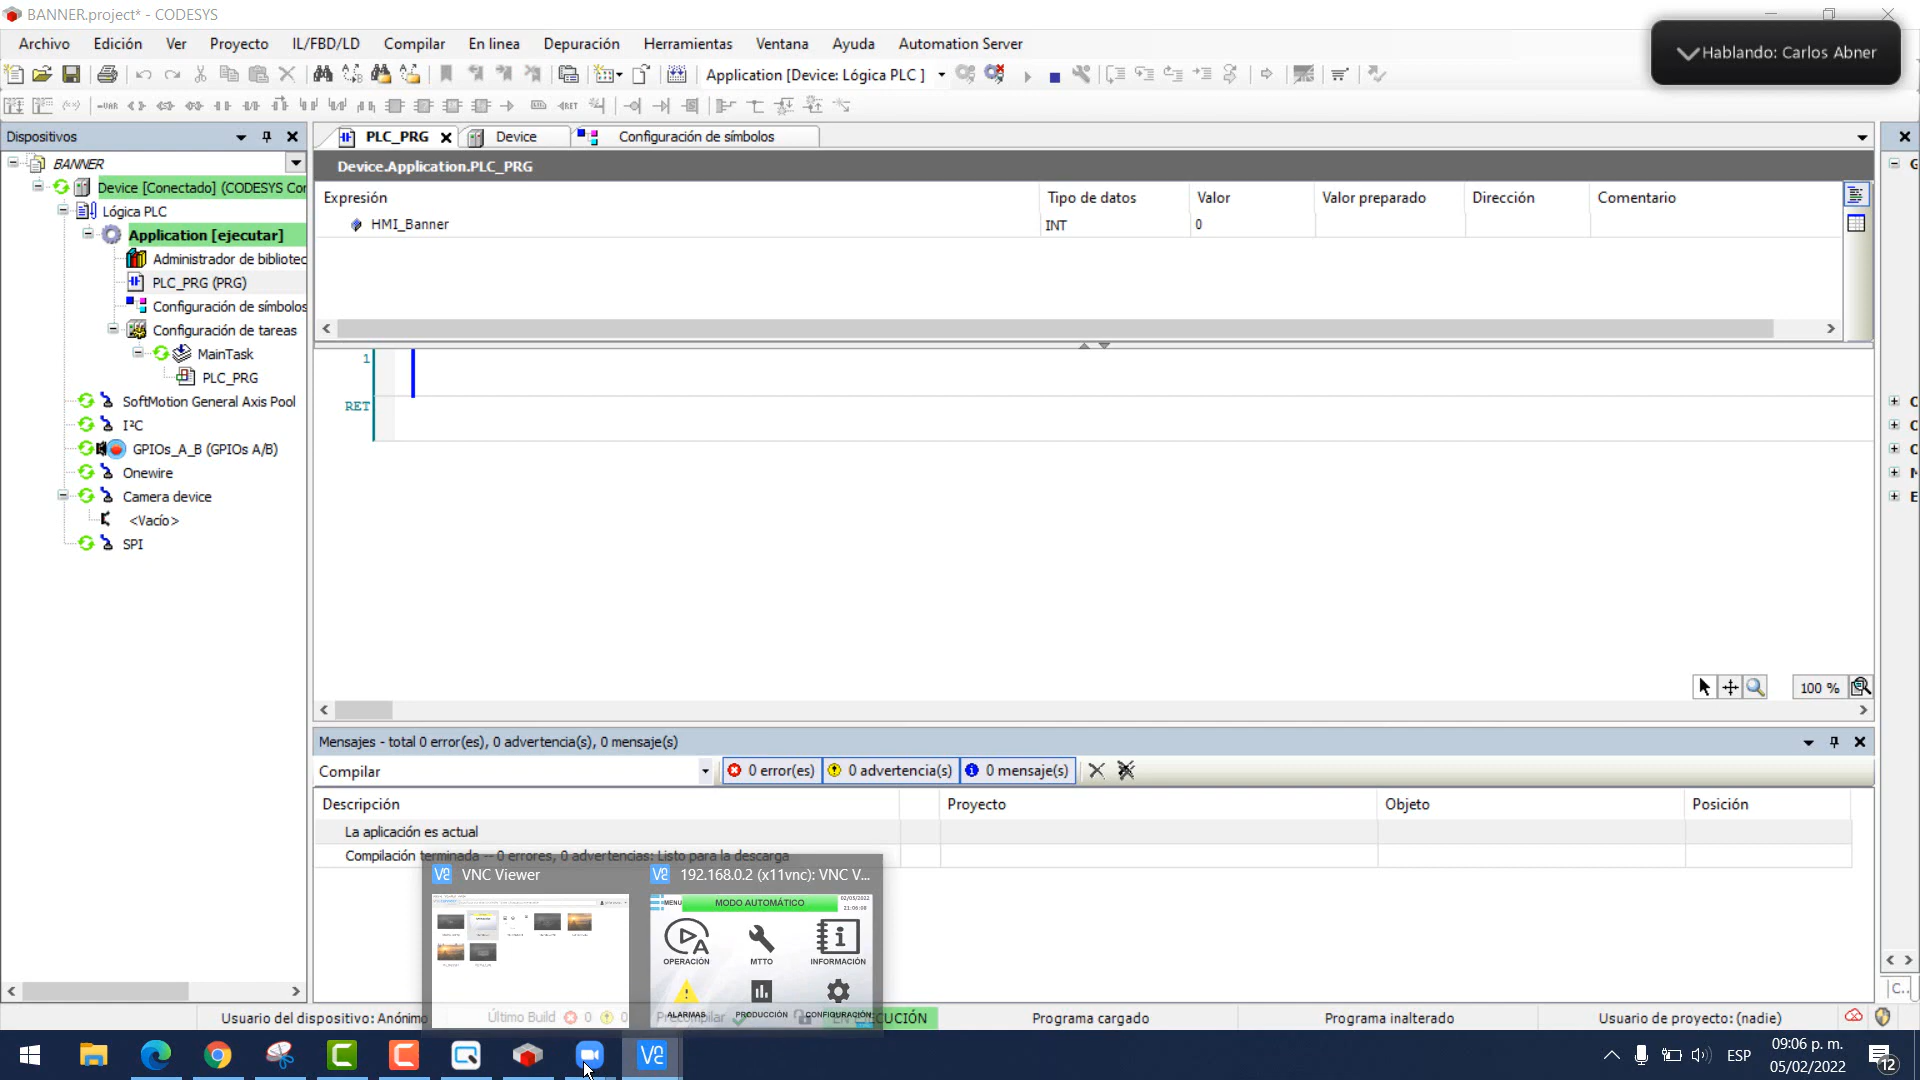 BANNER.project* - CODESYS
Archivo Edición Ver Proyecto IL/FBD/LD Compilar En linea Depuración Herramientas Ventana Ayuda Automation Server
Hablando: Carlos Abner
Application [Device: Lógica PLC ]
Dispositivos
PLC_PRG
Device
Configuración de símbolos
BANNER
Device [Conectado] (CODESYS Cor
Lógica PLC
Application [ejecutar]
Administrador de bibliotec
PLC_PRG (PRG)
Configuración de símbolos
Configuración de tareas
MainTask
PLC_PRG
SoftMotion General Axis Pool
I²C
GPIOs_A_B (GPIOs A/B)
Onewire
Camera device
<Vacío>
SPI
Device.Application.PLC_PRG
Expresión Tipo de datos Valor Valor preparado Dirección Comentario
HMI_Banner INT 0
1
RET
100 %
Mensajes - total 0 error(es), 0 advertencia(s), 0 mensaje(s)
Compilar
0 error(es) 0 advertencia(s) 0 mensaje(s)
Descripción Proyecto Objeto Posición
La aplicación es actual
Compilación terminada -- 0 errores, 0 advertencias: Listo para la descarga
VNC Viewer
192.168.0.2 (x11vnc): VNC V...
MENU
MODO AUTOMÁTICO
OPERACIÓN MTTO INFORMACIÓN
ALARMAS PRODUCCIÓN CONFIGURACIÓN
Usuario del dispositivo: Anónimo Último Build 0 0 Precompilar CUCIÓN Programa cargado Programa inalterado Usuario de proyecto: (nadie)
ESP
09:06 p. m.
05/02/2022
12